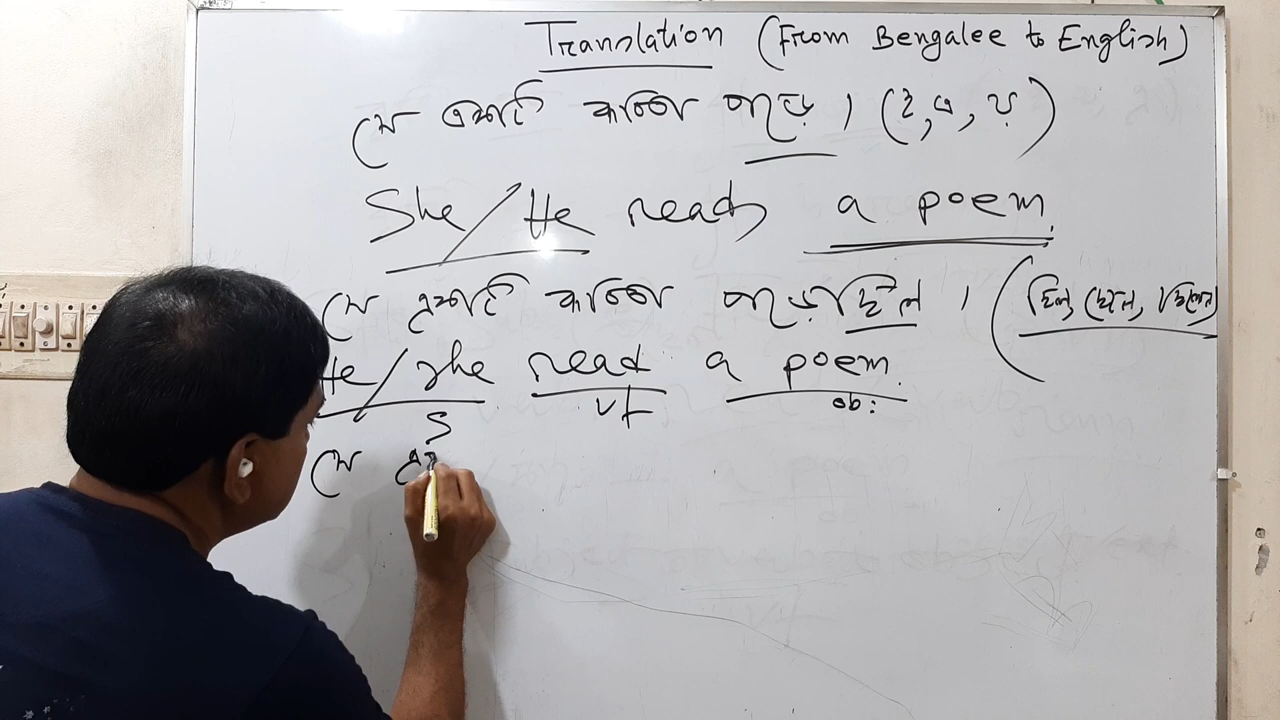 Translation (From Bengalee to English)
সে একটি কবিতা পড়ে। (ই, এ, য়)
She/He reads a poem.
সে একটি কবিতা পড়েছিল। (ছিল, ছেন, ছিলেন)
He/she read a poem.
S vt ob:
সে এক